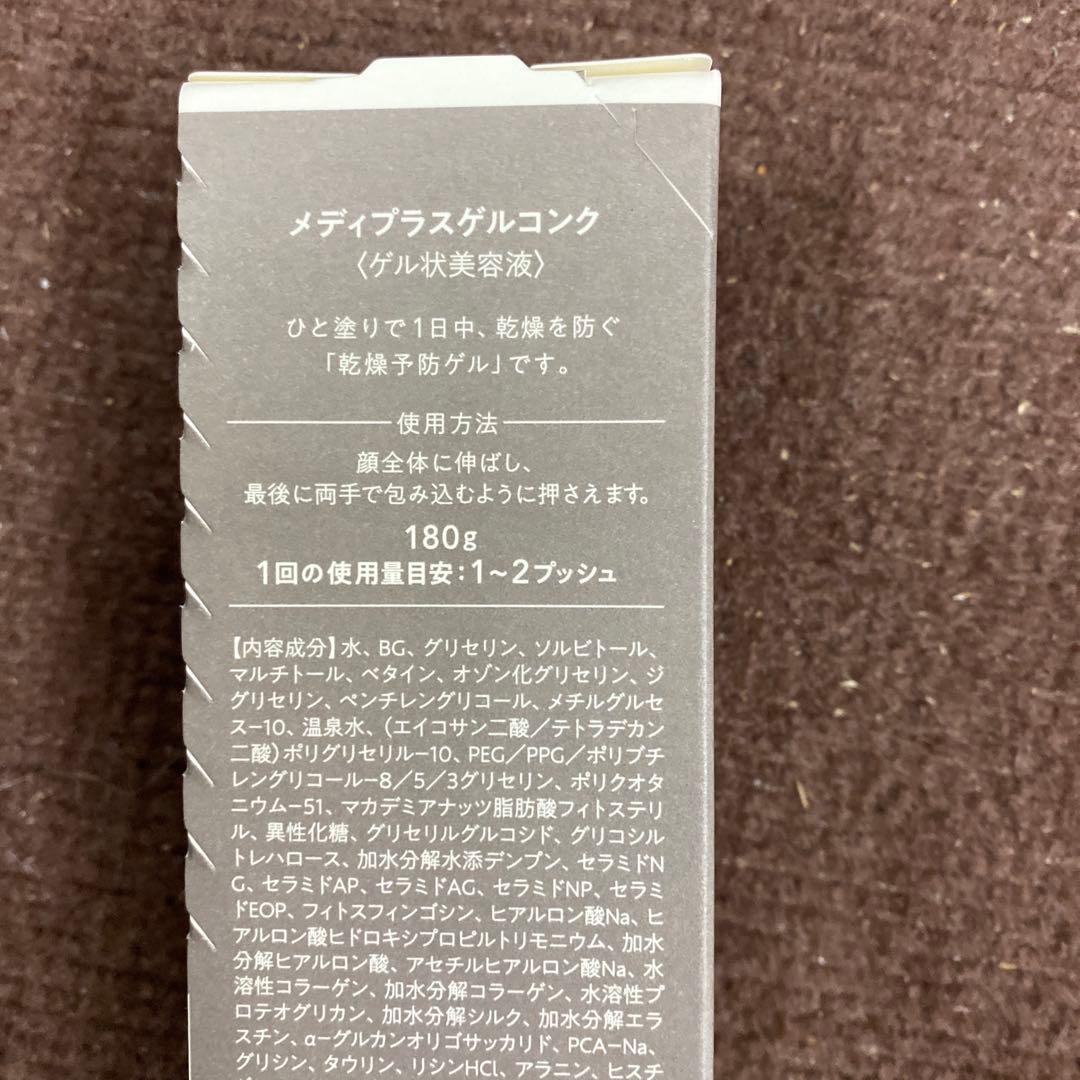 メディプラスゲルコンク
〈ゲル状美容液〉
ひと塗りで1日中、乾燥を防ぐ
「乾燥予防ゲル」です。
使用方法
顔全体に伸ばし、
最後に両手で包み込むように押さえます。
180g
1回の使用量目安：1〜2プッシュ
【内容成分】水、BG、グリセリン、ソルビトール、
マルチトール、ベタイン、オゾン化グリセリン、ジ
グリセリン、ペンチレングリコール、メチルグルセ
ス−10、温泉水、（エイコサン二酸／テトラデカン
二酸）ポリグリセリル−10、PEG／PPG／ポリブチ
レングリコール−8／5／3グリセリン、ポリクオタ
ニウム−51、マカデミアナッツ脂肪酸フィトステリ
ル、異性化糖、グリセリルグルコシド、グリコシル
トレハロース、加水分解水添デンプン、セラミドN
G、セラミドAP、セラミドAG、セラミドNP、セラミ
ドEOP、フィトスフィンゴシン、ヒアルロン酸Na、ヒ
アルロン酸ヒドロキシプロピルトリモニウム、加水
分解ヒアルロン酸、アセチルヒアルロン酸Na、水
溶性コラーゲン、加水分解コラーゲン、水溶性プ
ロテオグリカン、加水分解シルク、加水分解エラ
スチン、α−グルカンオリゴサッカリド、PCA−Na、
グリシン、タウリン、リシンHCl、アラニン、ヒスチ